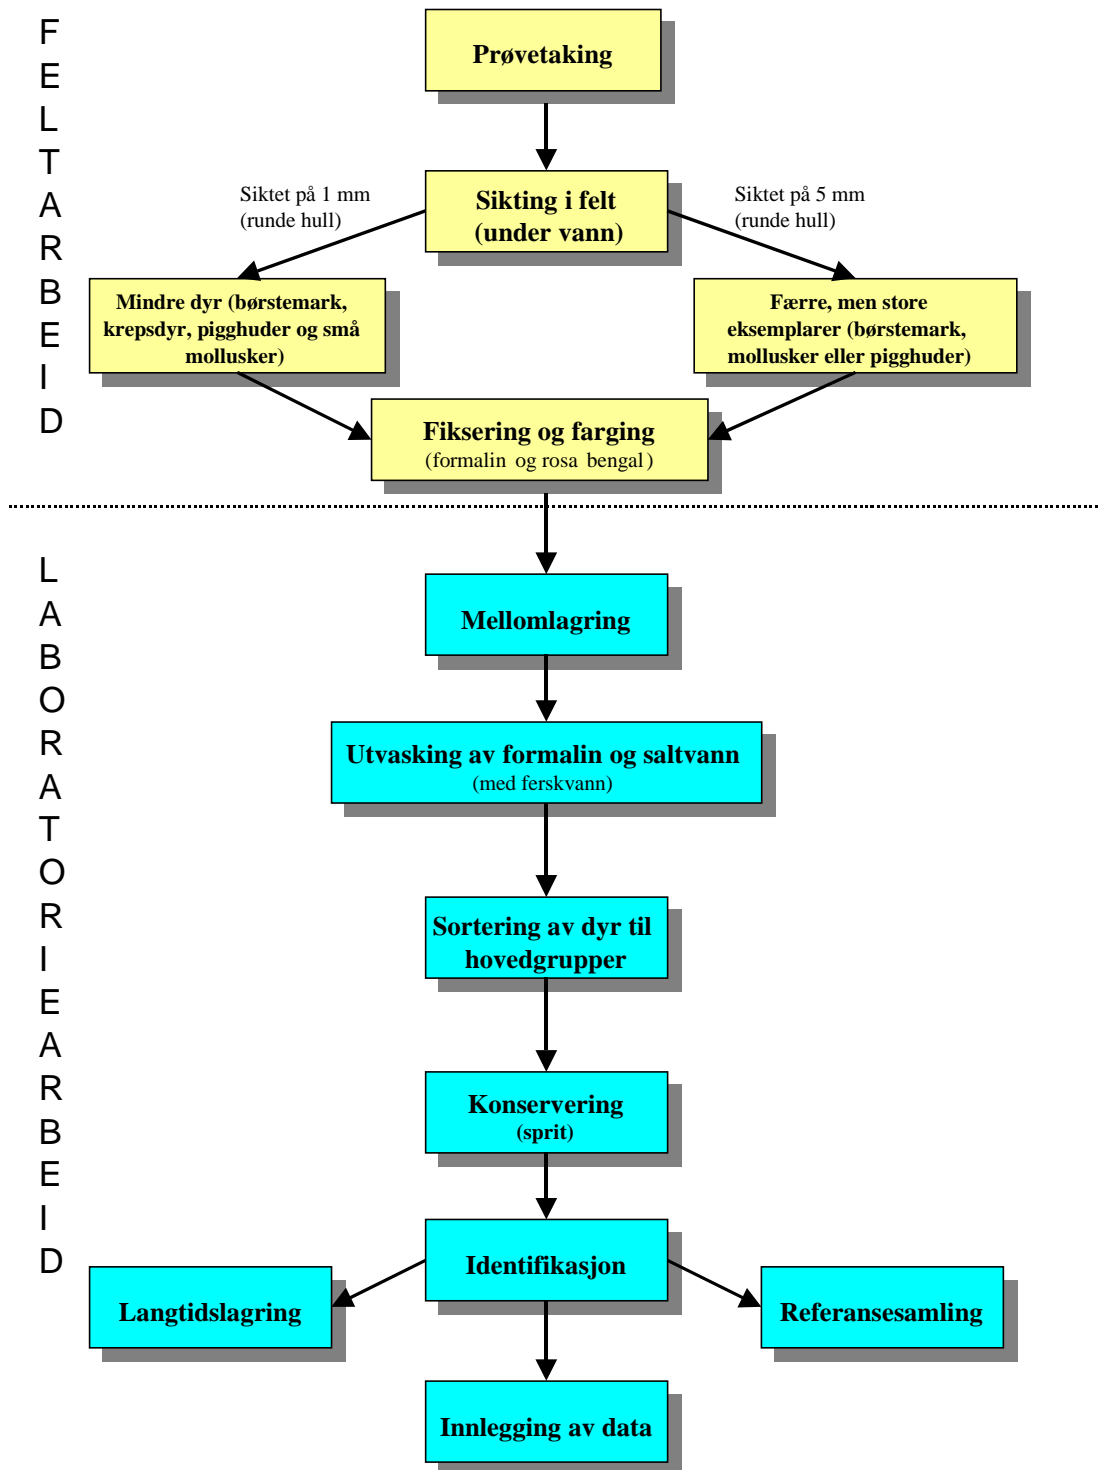 FELTARBEID
Prøvetaking
Siktet på 1 mm
(runde hull)
Sikting i felt
(under vann)
Siktet på 5 mm
(runde hull)
Mindre dyr (børstemark,
krepsdyr, pigghuder og små
mollusker)
Færre, men store
eksemplarer (børstemark,
mollusker eller pigghuder)
Fiksering og farging
(formalin og rosa bengal)
LABORATORIEARBEID
Mellomlagring
Utvasking av formalin og saltvann
(med ferskvann)
Sortering av dyr til
hovedgrupper
Konservering
(sprit)
Identifikasjon
Langtidslagring
Referansesamling
Innlegging av data